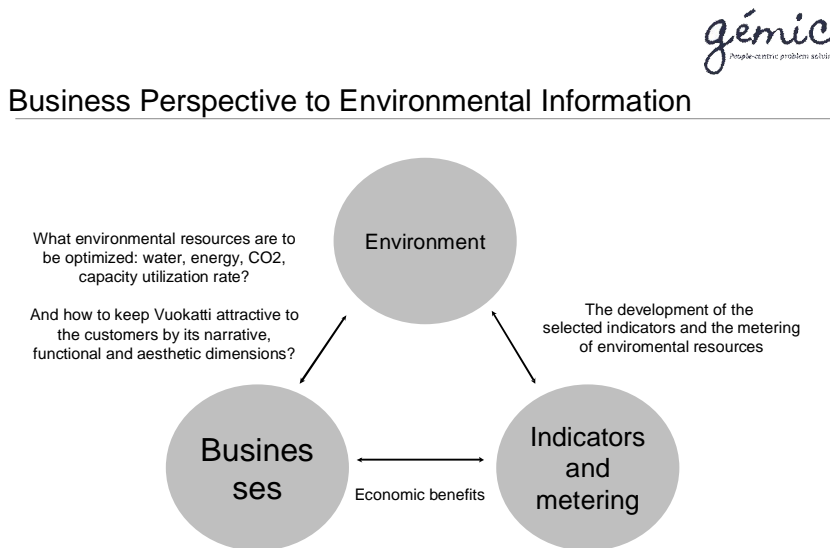 gémic
People-centric problem solvin
Business Perspective to Environmental Information
Environment
What environmental resources are to
be optimized: water, energy, CO2,
capacity utilization rate?
And how to keep Vuokatti attractive to
the customers by its narrative,
functional and aesthetic dimensions?
The development of the
selected indicators and the metering
of enviromental resources
Busines
ses
Economic benefits
Indicators
and
metering